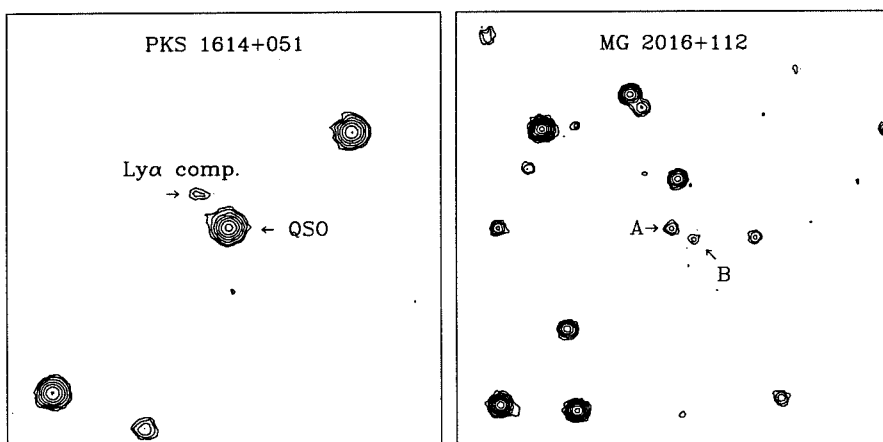 PKS 1614+051
Lyα comp.
→
← QSO
MG 2016+112
A→
B